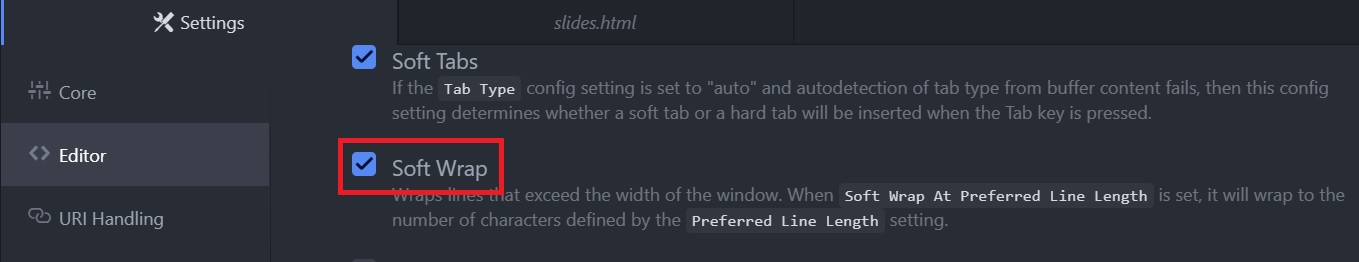 Settings
slides.html
Core
Editor
URI Handling
Soft Tabs
If the Tab Type config setting is set to "auto" and autodetection of tab type from buffer content fails, then this config
setting determines whether a soft tab or a hard tab will be inserted when the Tab key is pressed.
Soft Wrap
Wraps lines that exceed the width of the window. When Soft Wrap At Preferred Line Length is set, it will wrap to the
number of characters defined by the Preferred Line Length setting.